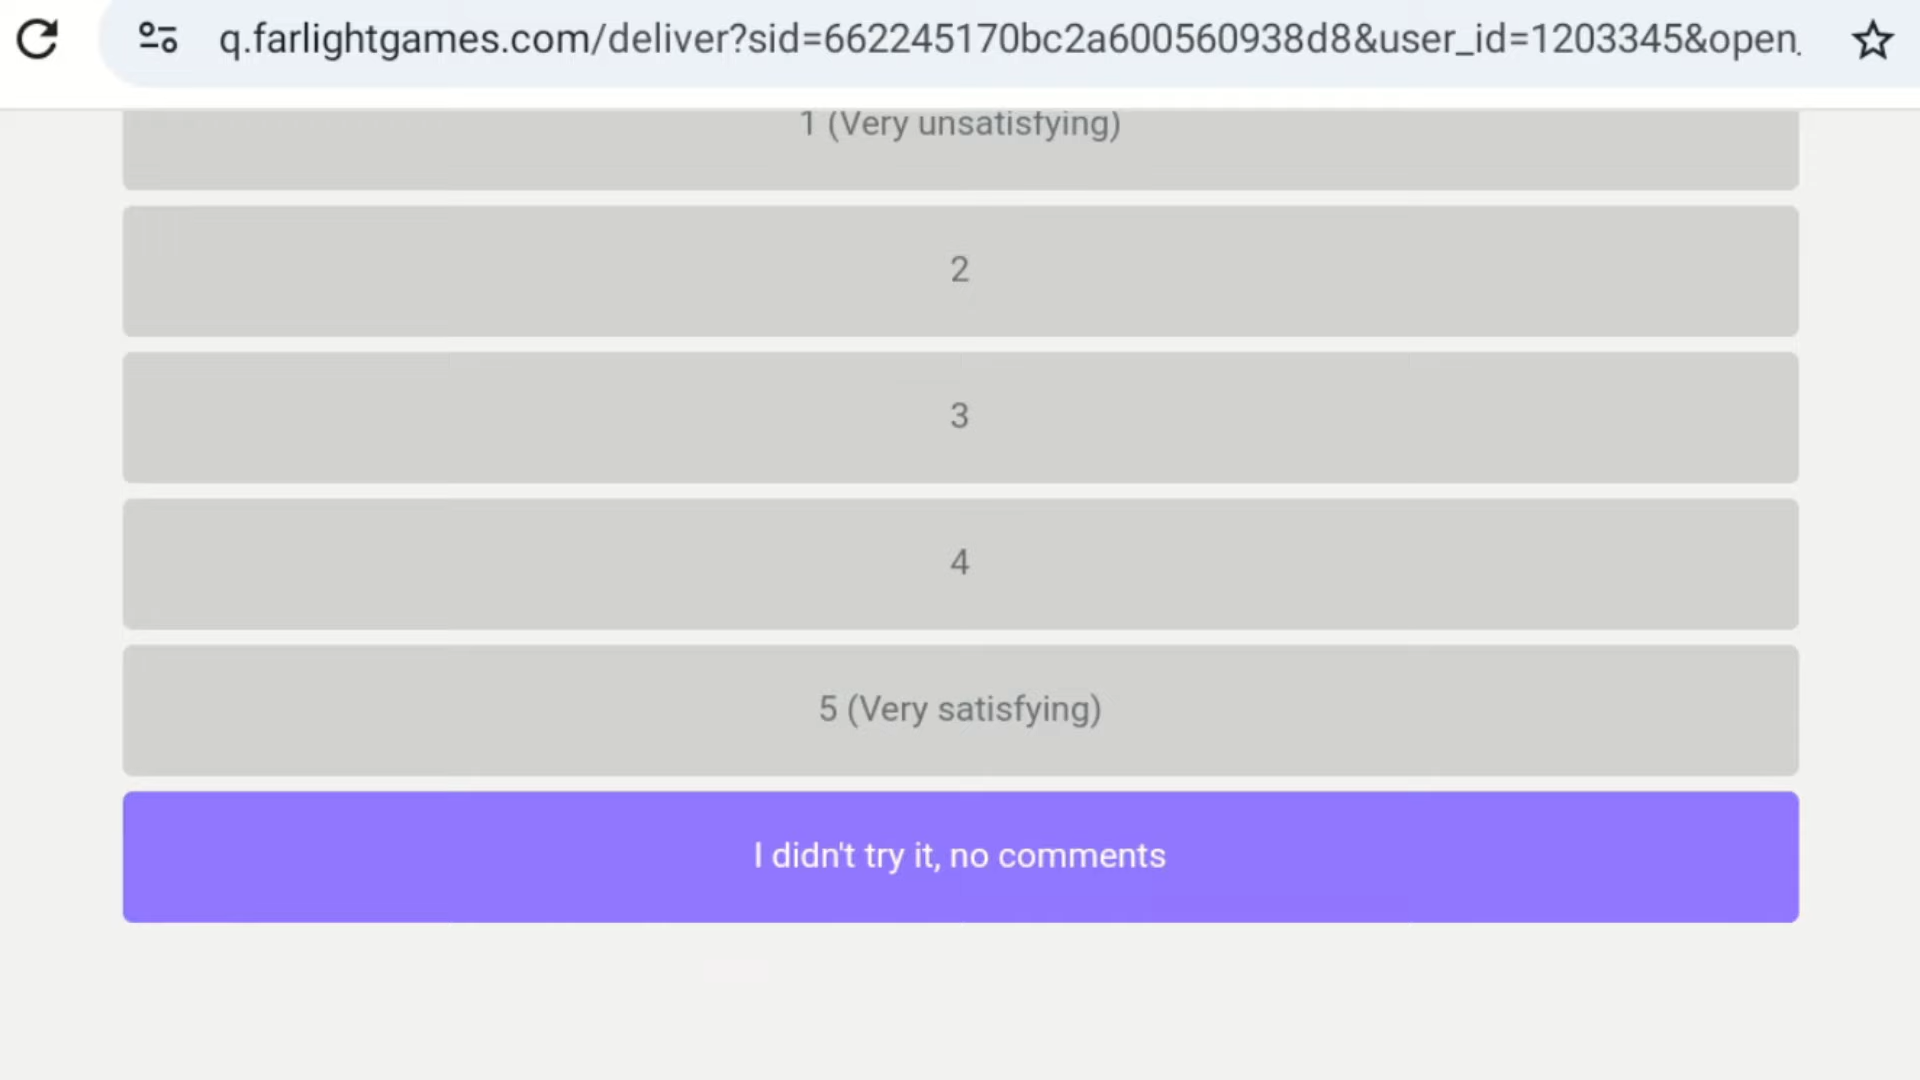 q.farlightgames.com/deliver?sid=662245170bc2a600560938d8&user_id=1203345&open_
1 (Very unsatisfying)
2
3
4
5 (Very satisfying)
I didn't try it, no comments